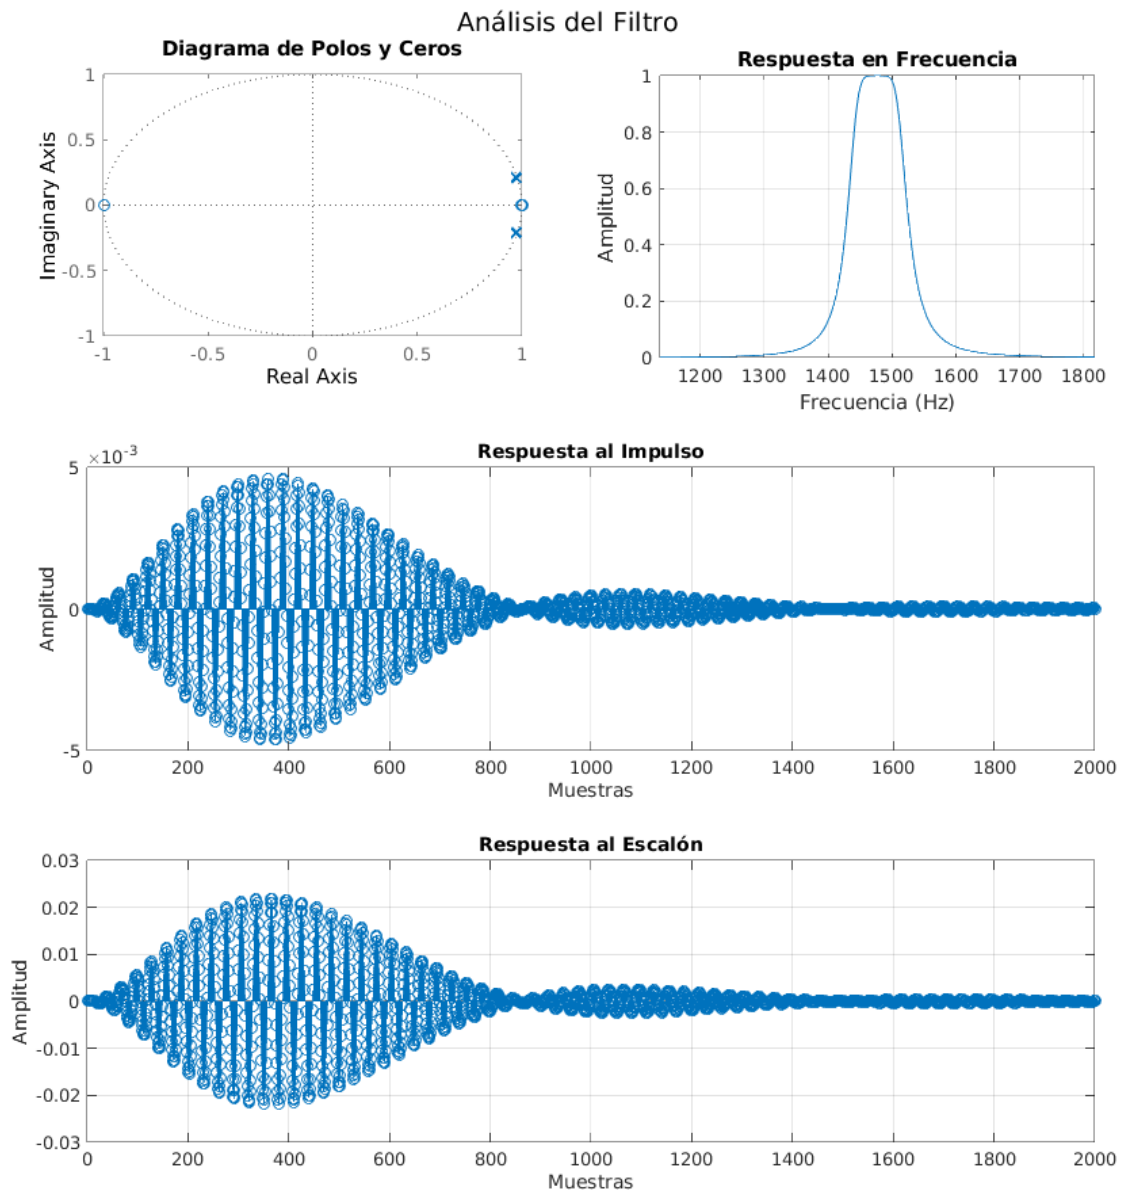 Análisis del Filtro
Diagrama de Polos y Ceros
1
0.5
0
-0.5
-1
Imaginary Axis
-1 -0.5 0 0.5 1
Real Axis
Respuesta en Frecuencia
1
0.8
0.6
0.4
0.2
0
Amplitud
1200 1300 1400 1500 1600 1700 1800
Frecuencia (Hz)
Respuesta al Impulso
×10-3
5
0
-5
Amplitud
0 200 400 600 800 1000 1200 1400 1600 1800 2000
Muestras
Respuesta al Escalón
0.03
0.02
0.01
0
-0.01
-0.02
-0.03
Amplitud
0 200 400 600 800 1000 1200 1400 1600 1800 2000
Muestras